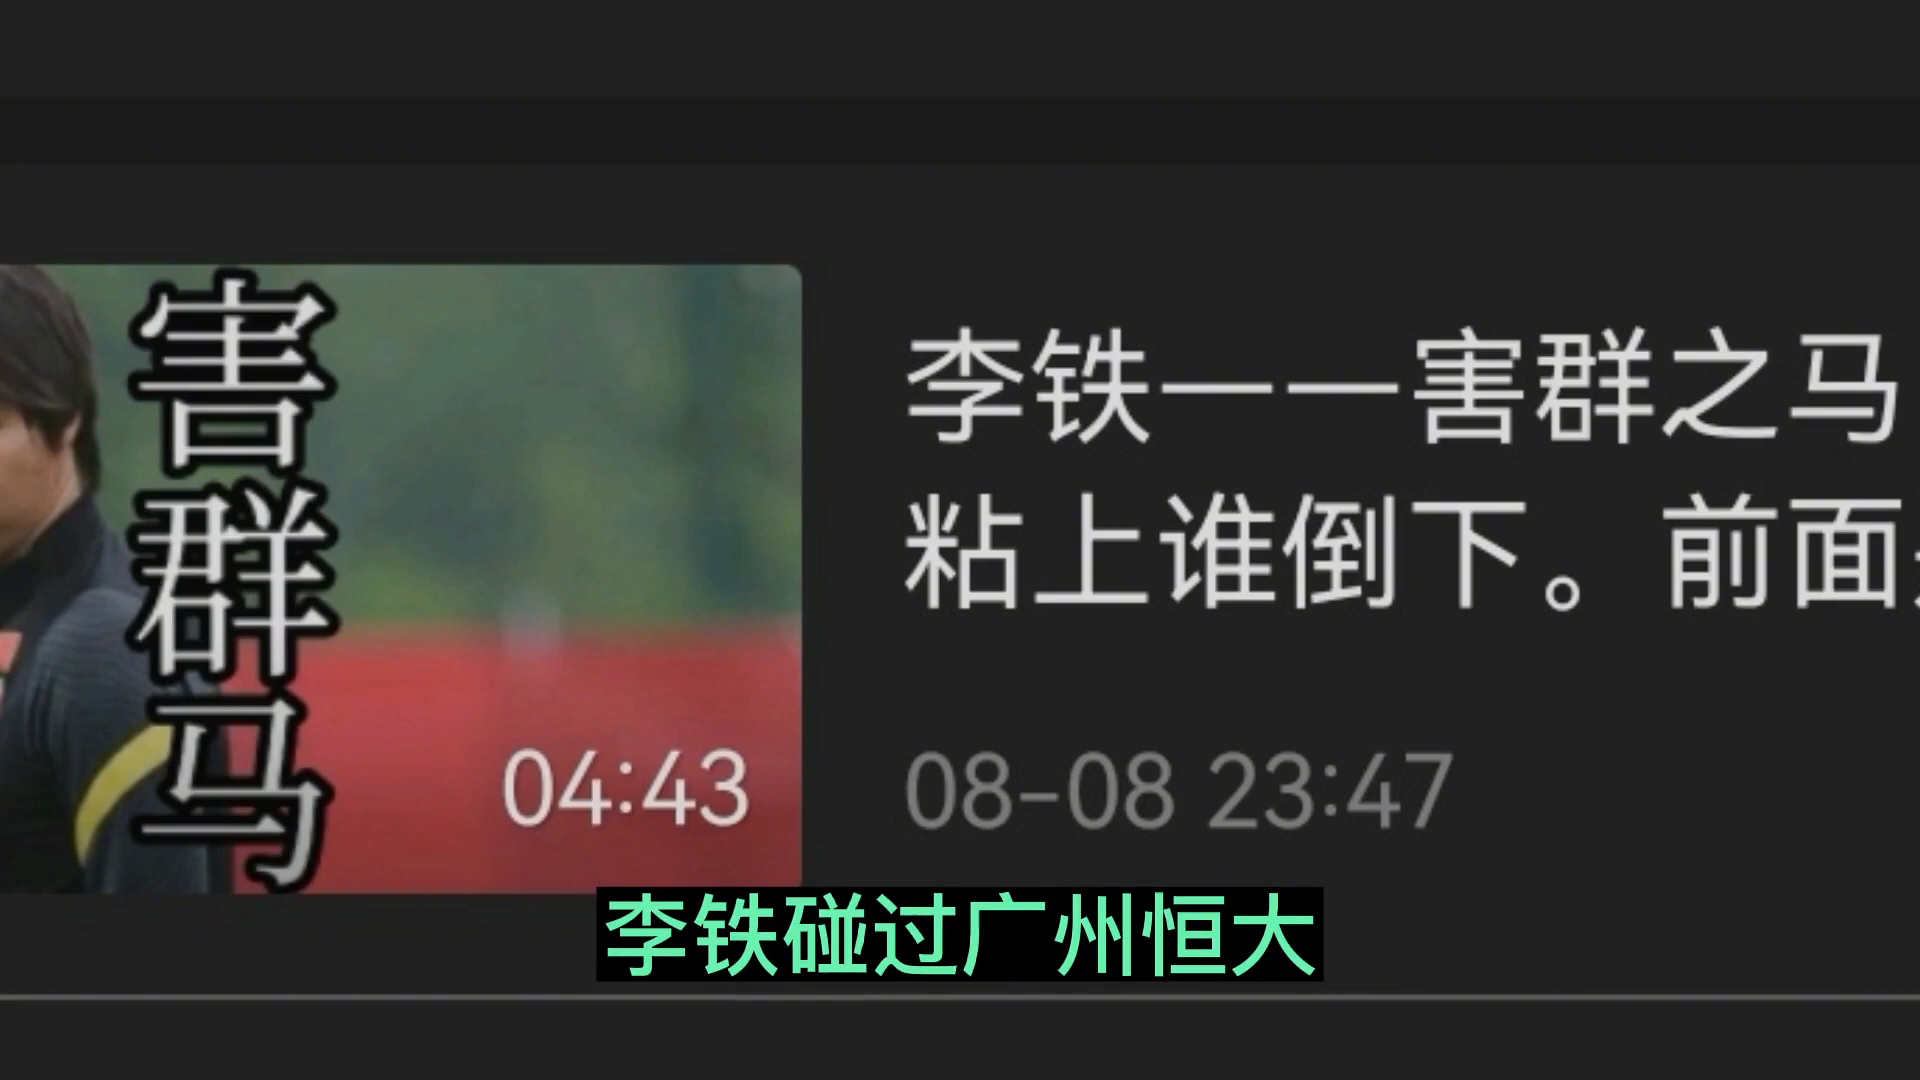 害群马
04:43
李铁——害群之马
粘上谁倒下。前面
08-08 23:47
李铁碰过广州恒大